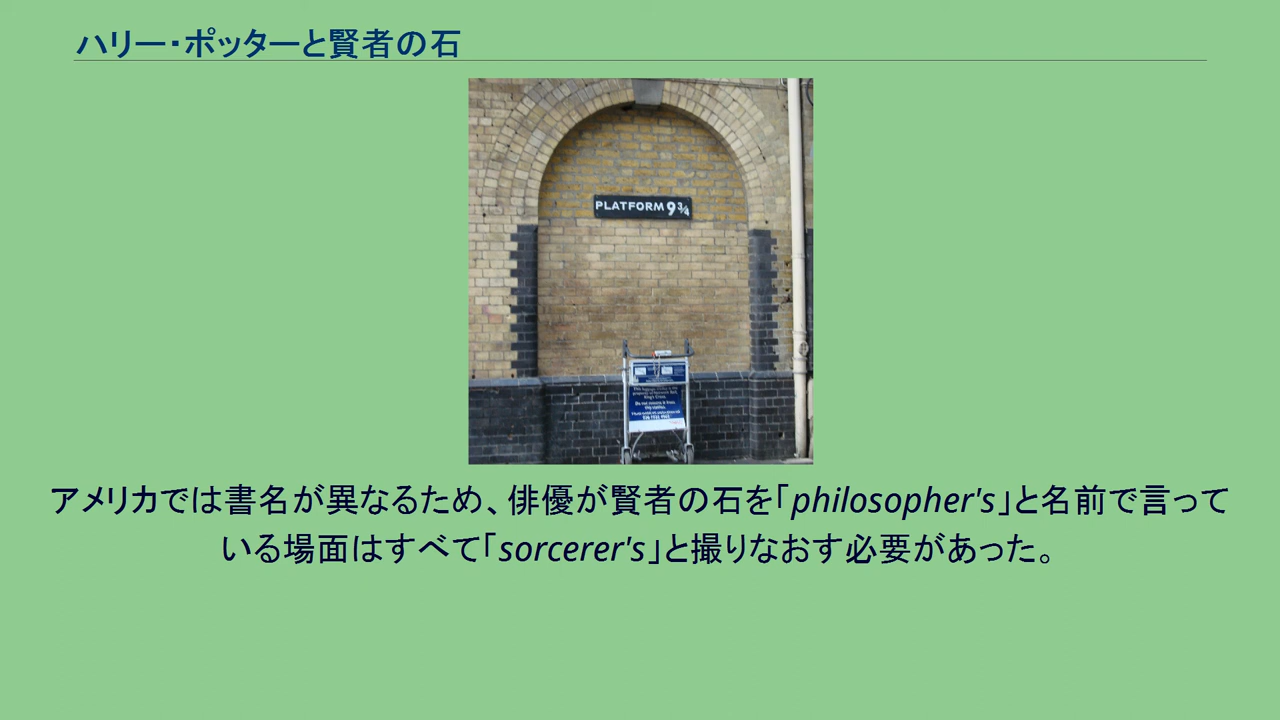 ハリー・ポッターと賢者の石
PLATFORM 9¾
アメリカでは書名が異なるため、俳優が賢者の石を「philosopher's」と名前で言って
いる場面はすべて「sorcerer's」と撮りなおす必要があった。